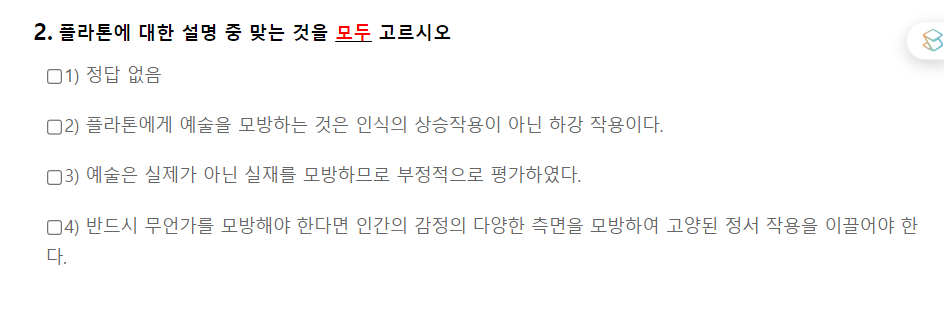 2. 플라톤에 대한 설명 중 맞는 것을 모두 고르시오
1) 정답 없음
2) 플라톤에게 예술을 모방하는 것은 인식의 상승작용이 아닌 하강 작용이다.
3) 예술은 실제가 아닌 실재를 모방하므로 부정적으로 평가하였다.
4) 반드시 무언가를 모방해야 한다면 인간의 감정의 다양한 측면을 모방하여 고양된 정서 작용을 이끌어야 한
다.